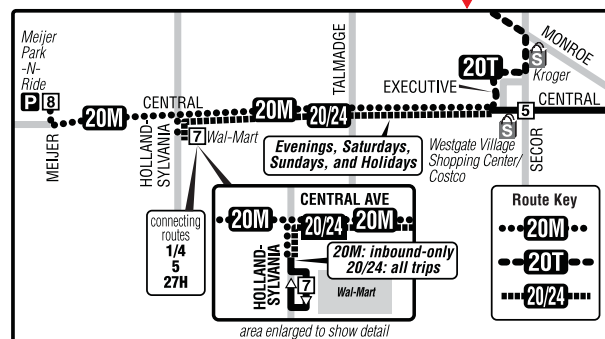 Meijer
Park
-N-
Ride
P
8
20M
MEIJER
CENTRAL
HOLLAND-
SYLVANIA
7
Wal-Mart
20M
20/24
TALMADGE
EXECUTIVE
20T
MONROE
S
Kroger
5
CENTRAL
S
SECOR
Westgate Village
Shopping Center/
Costco
Evenings, Saturdays,
Sundays, and Holidays
connecting
routes
1/4
5
27H
CENTRAL AVE
20M
20/24
20M
HOLLAND-
SYLVANIA
20M: inbound-only
20/24: all trips
7
Wal-Mart
area enlarged to show detail
Route Key
20M
20T
20/24